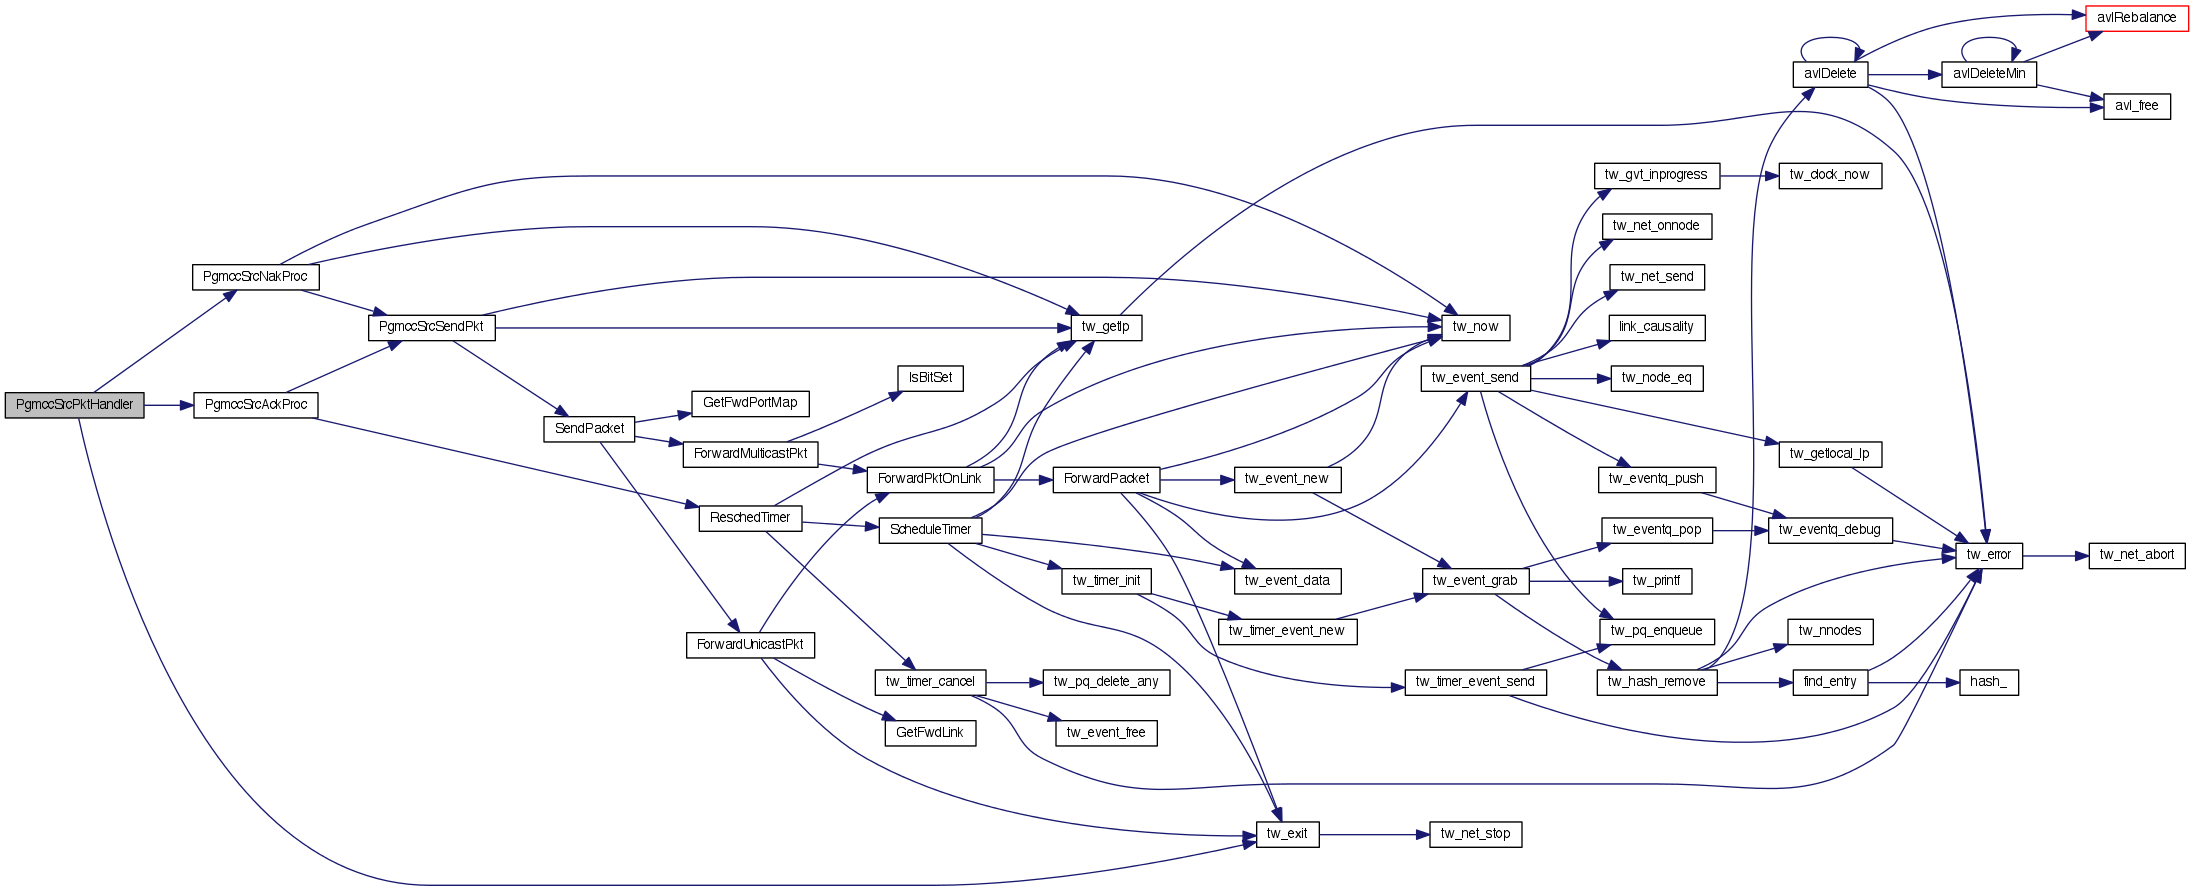 avlRebalance
avlDelete
avlDeleteMin
avl_free
tw_gvt_inprogress
tw_clock_now
tw_net_onnode
PgmccSrcNakProc
tw_net_send
PgmccSrcSendPkt
tw_getlp
tw_now
link_causality
IsBitSet
tw_event_send
tw_node_eq
PgmccSrcPktHandler
PgmccSrcAckProc
GetFwdPortMap
SendPacket
ForwardMulticastPkt
tw_getlocal_lp
ForwardPktOnLink
ForwardPacket
tw_event_new
tw_eventq_push
ReschedTimer
ScheduleTimer
tw_eventq_pop
tw_eventq_debug
tw_error
tw_net_abort
tw_timer_init
tw_event_data
tw_event_grab
tw_printf
tw_timer_event_new
tw_pq_enqueue
tw_nnodes
ForwardUnicastPkt
tw_timer_cancel
tw_pq_delete_any
tw_timer_event_send
tw_hash_remove
find_entry
hash_
GetFwdLink
tw_event_free
tw_exit
tw_net_stop